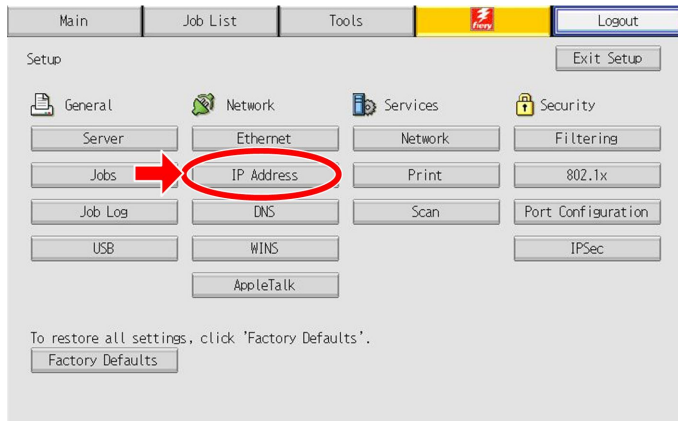 Main Job List Tools fiery Logout
Setup Exit Setup
General Network Services Security
Server Ethernet Network Filtering
Jobs IP Address Print 802.1x
Job Log DNS Scan Port Configuration
USB WINS IPSec
AppleTalk
To restore all settings, click 'Factory Defaults'.
Factory Defaults